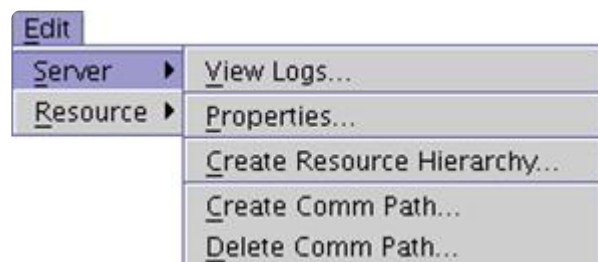 Edit
Server
Resource
View Logs...
Properties...
Create Resource Hierarchy...
Create Comm Path...
Delete Comm Path...